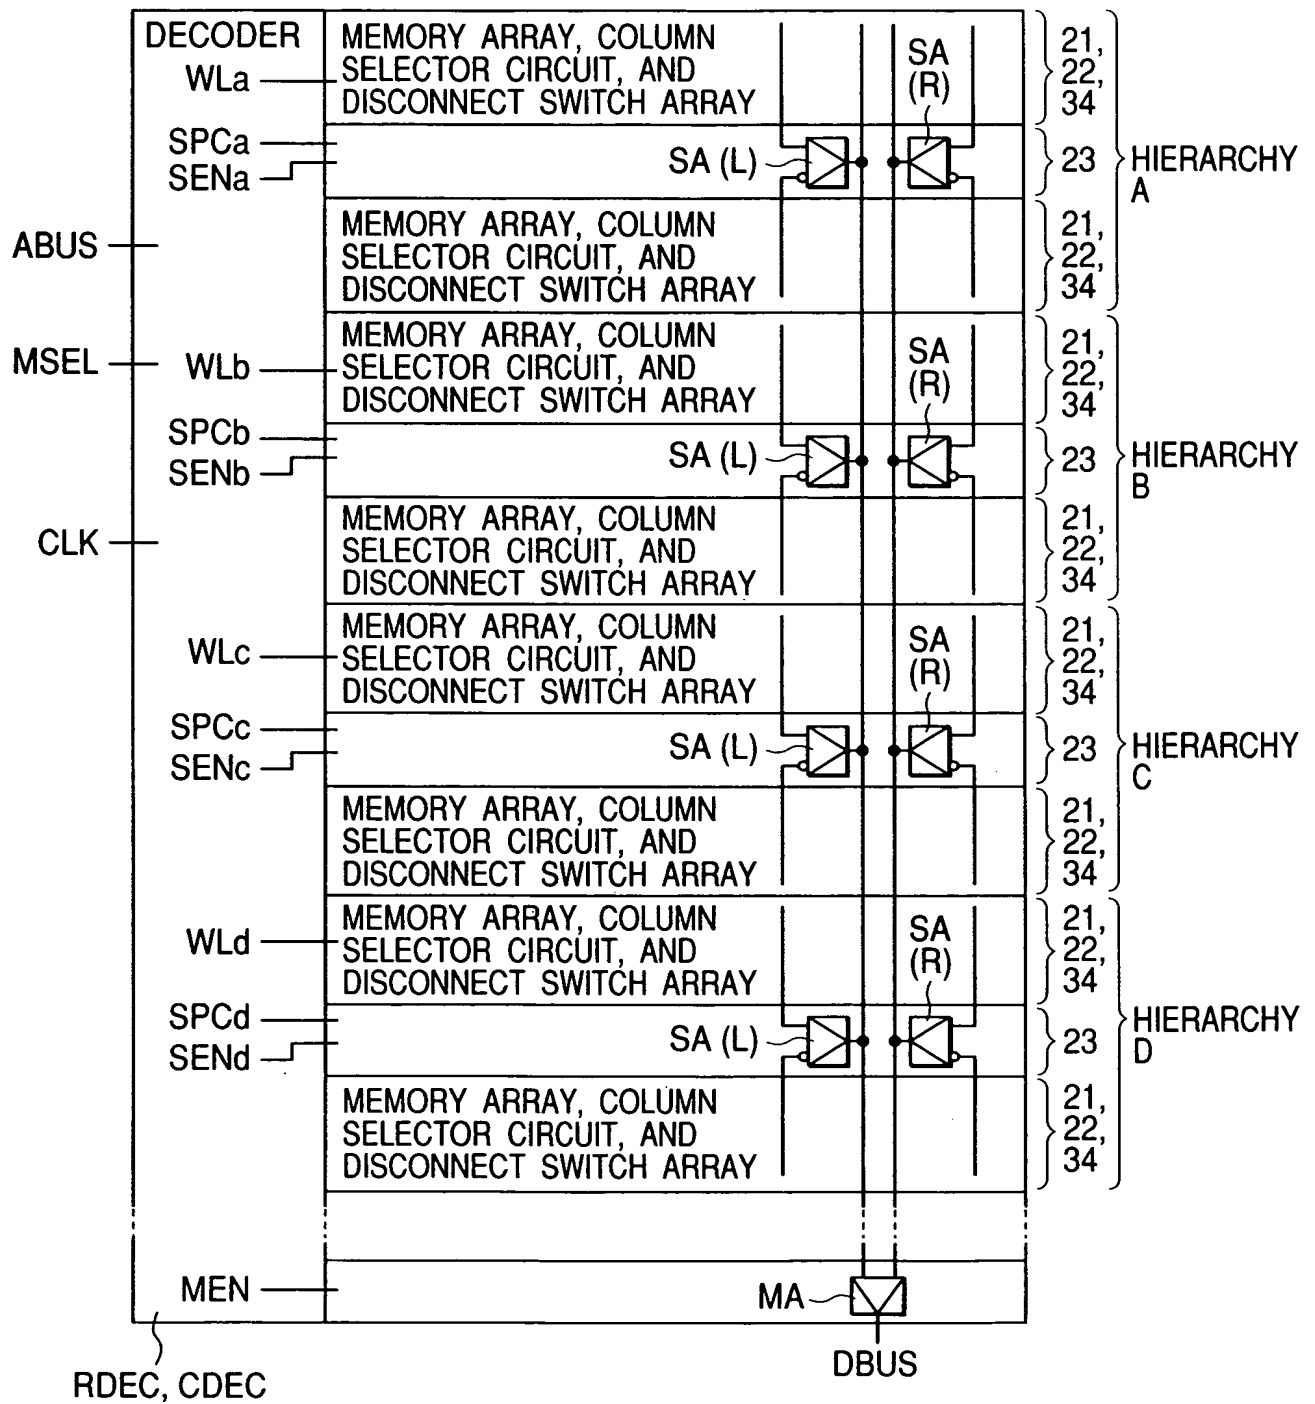 DECODER
MEMORY ARRAY, COLUMN
SELECTOR CIRCUIT, AND
DISCONNECT SWITCH ARRAY
WLa
SA
(R)
21,
22,
34
SPCa
SENa
SA (L)
23
HIERARCHY
A
ABUS
MEMORY ARRAY, COLUMN
SELECTOR CIRCUIT, AND
DISCONNECT SWITCH ARRAY
21,
22,
34
MSEL
WLb
MEMORY ARRAY, COLUMN
SELECTOR CIRCUIT, AND
DISCONNECT SWITCH ARRAY
SA
(R)
21,
22,
34
SPCb
SENb
SA (L)
23
HIERARCHY
B
CLK
MEMORY ARRAY, COLUMN
SELECTOR CIRCUIT, AND
DISCONNECT SWITCH ARRAY
21,
22,
34
WLc
MEMORY ARRAY, COLUMN
SELECTOR CIRCUIT, AND
DISCONNECT SWITCH ARRAY
SA
(R)
21,
22,
34
SPCc
SENc
SA (L)
23
HIERARCHY
C
MEMORY ARRAY, COLUMN
SELECTOR CIRCUIT, AND
DISCONNECT SWITCH ARRAY
21,
22,
34
WLd
MEMORY ARRAY, COLUMN
SELECTOR CIRCUIT, AND
DISCONNECT SWITCH ARRAY
SA
(R)
21,
22,
34
SPCd
SENd
SA (L)
23
HIERARCHY
D
MEMORY ARRAY, COLUMN
SELECTOR CIRCUIT, AND
DISCONNECT SWITCH ARRAY
21,
22,
34
MEN
MA
DBUS
RDEC, CDEC